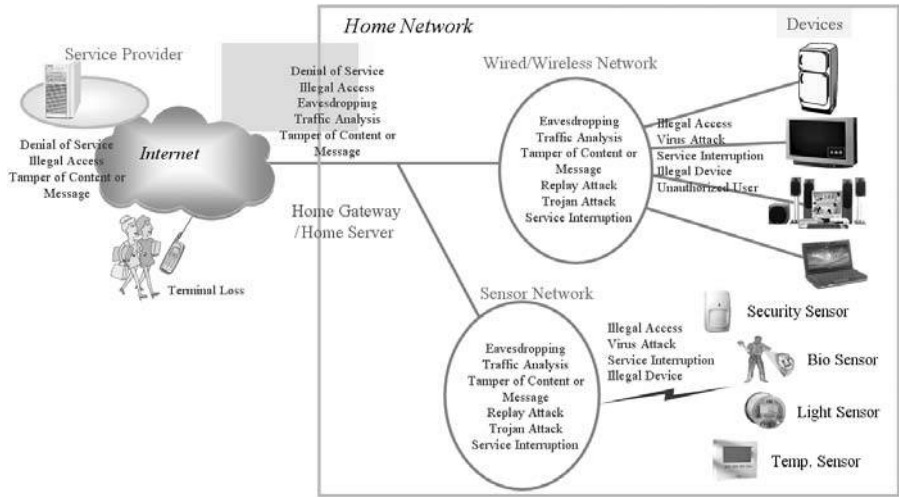 Home Network
Devices
Service Provider
Denial of Service
Illegal Access
Tamper of Content or
Message
Internet
Terminal Loss
Denial of Service
Illegal Access
Eavesdropping
Traffic Analysis
Tamper of Content or
Message
Home Gateway
/Home Server
Wired/Wireless Network
Eavesdropping
Traffic Analysis
Tamper of Content or
Message
Replay Attack
Trojan Attack
Service Interruption
Illegal Access
Virus Attack
Service Interruption
Illegal Device
Unauthorized User
Sensor Network
Eavesdropping
Traffic Analysis
Tamper of Content or
Message
Replay Attack
Trojan Attack
Service Interruption
Illegal Access
Virus Attack
Service Interruption
Illegal Device
Security Sensor
Bio Sensor
Light Sensor
Temp. Sensor